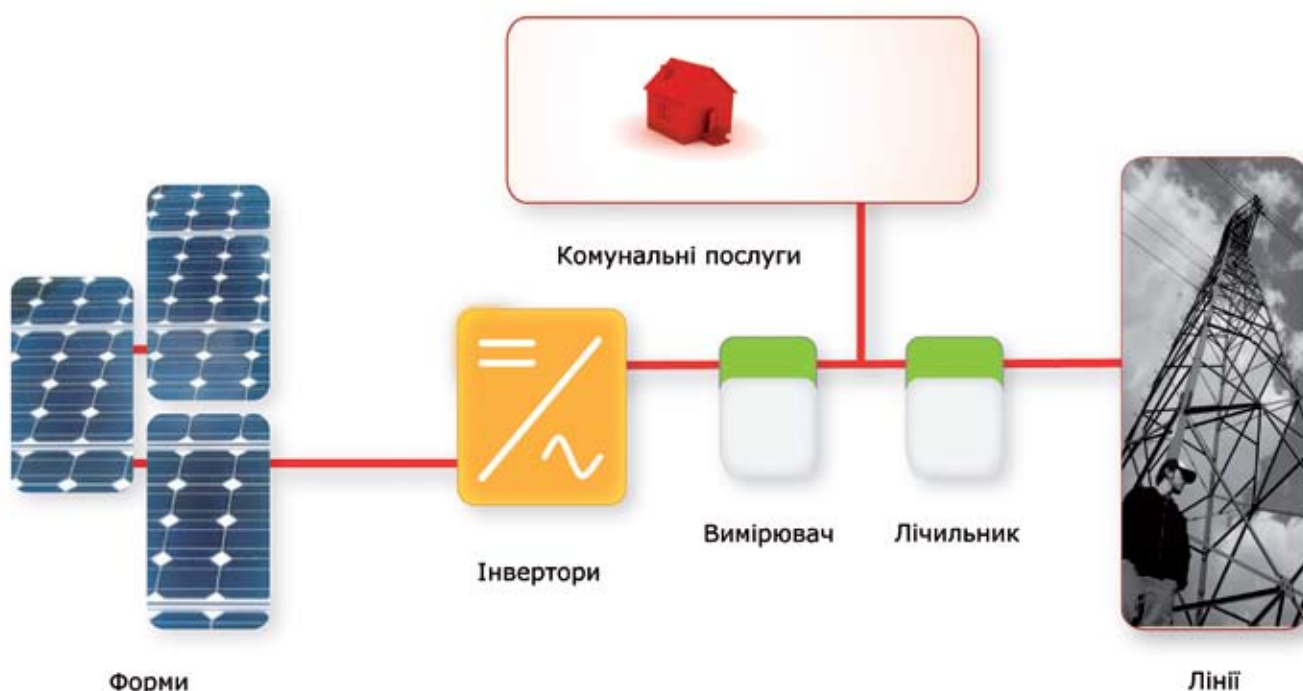 Комунальні послуги
Вимірювач
Лічильник
Інвертори
Форми
Лінії